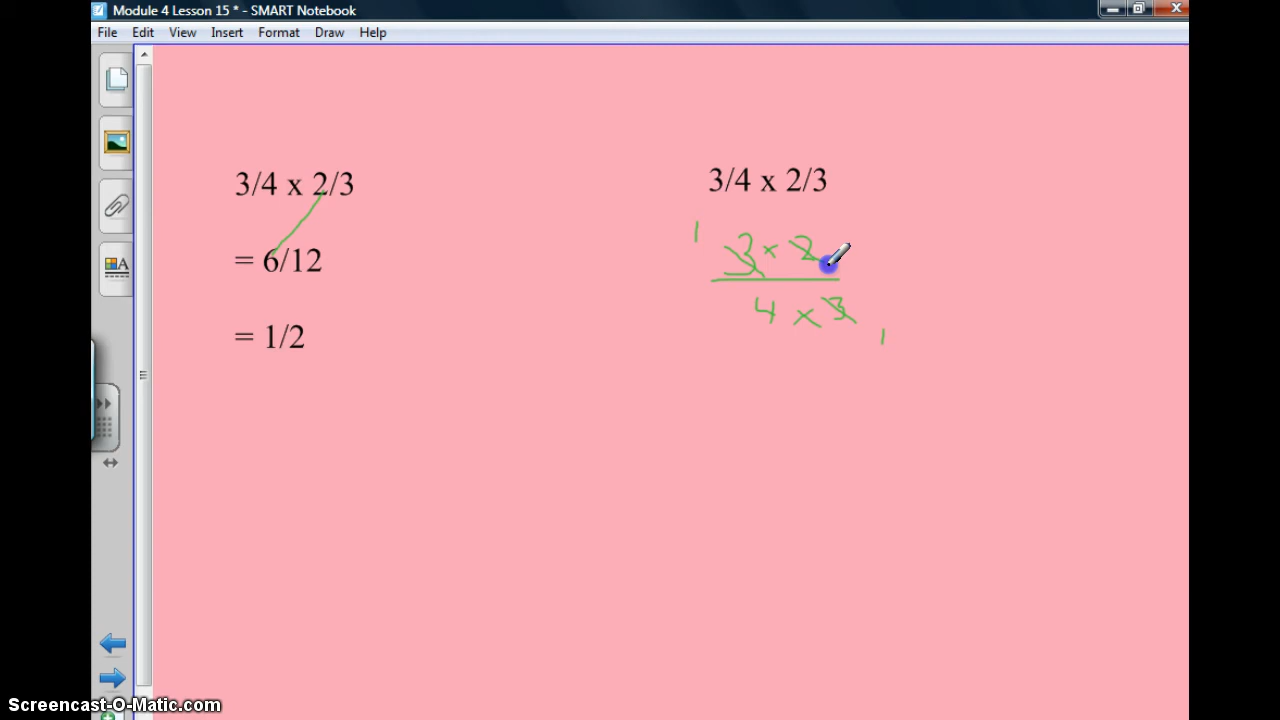 Module 4 Lesson 15 * - SMART Notebook
File Edit View Insert Format Draw Help
3/4 x 2/3
= 6/12
= 1/2
3/4 x 2/3
1
3 x 2
4 x 3
1
Screencast-O-Matic.com